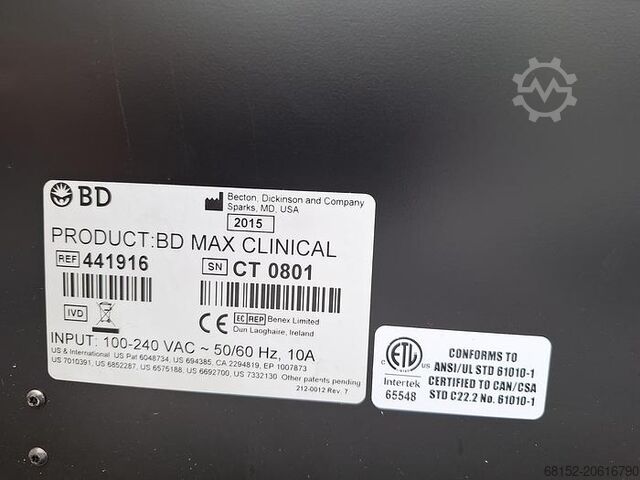 BD
Becton, Dickinson and Company
Sparks, MD, USA
2015
PRODUCT:BD MAX CLINICAL
REF 441916
SN CT 0801
IVD
CE
EC REP Benex Limited
Dun Laoghaire, Ireland
INPUT: 100-240 VAC ~ 50/60 Hz, 10A
US & International US Pat 6048734, US 694385, CA 2294819, EP 1007873
US 7010391, US 6852287, US 6575188, US 6692700, US 7332130 Other patents pending
212-0012 Rev. 7
C ETL US
Intertek
65548
CONFORMS TO
ANSI/UL STD 61010-1
CERTIFIED TO CAN/CSA
STD C22.2 No. 61010-1
68152-20616790